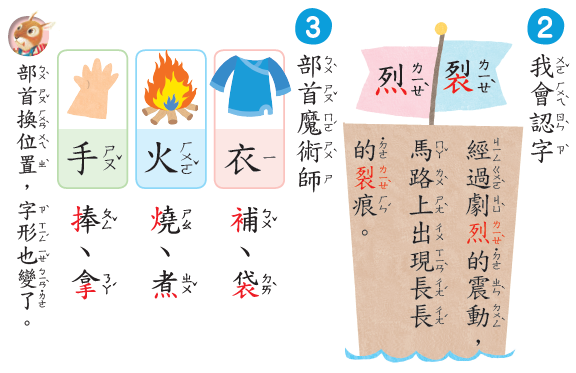 2
我會認字
裂
烈
經過劇烈的震動，
馬路上出現長長
的裂痕。
3
部首魔術師
衣
補、袋
火
燒、煮
手
捧、拿
部首換位置，字形也變了。